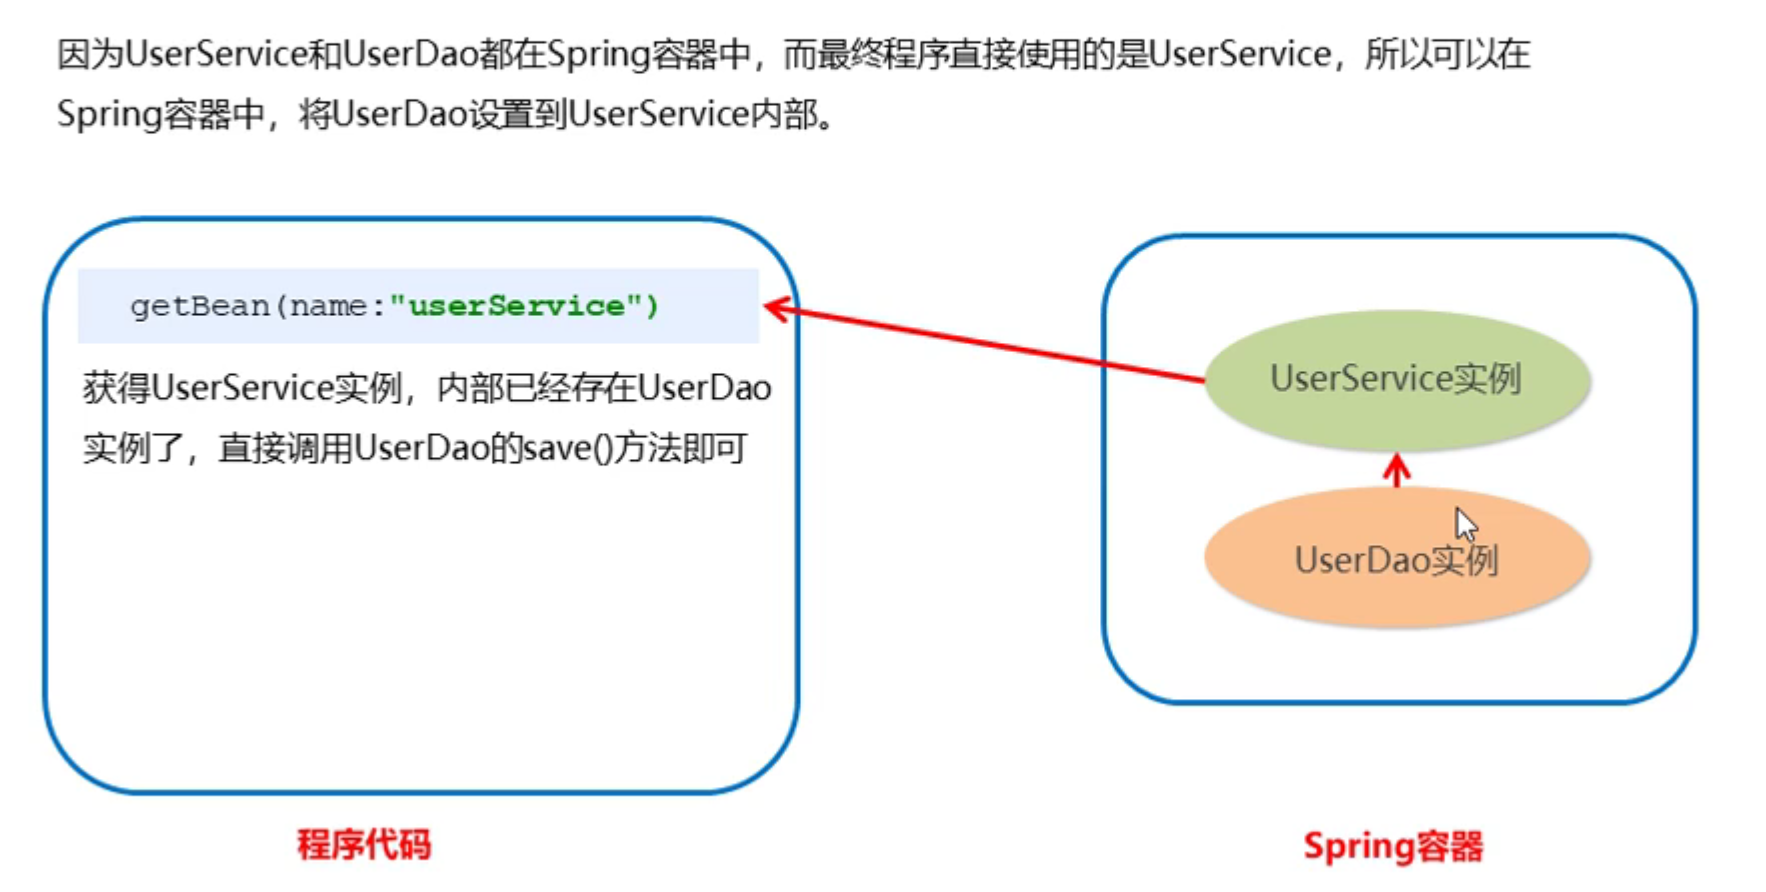 因为UserService和UserDao都在Spring容器中，而最终程序直接使用的是UserService，所以可以在
Spring容器中，将UserDao设置到UserService内部。
getBean(name:"userService")
获得UserService实例，内部已经存在UserDao
实例了，直接调用UserDao的save()方法即可
UserService实例
UserDao实例
程序代码
Spring容器